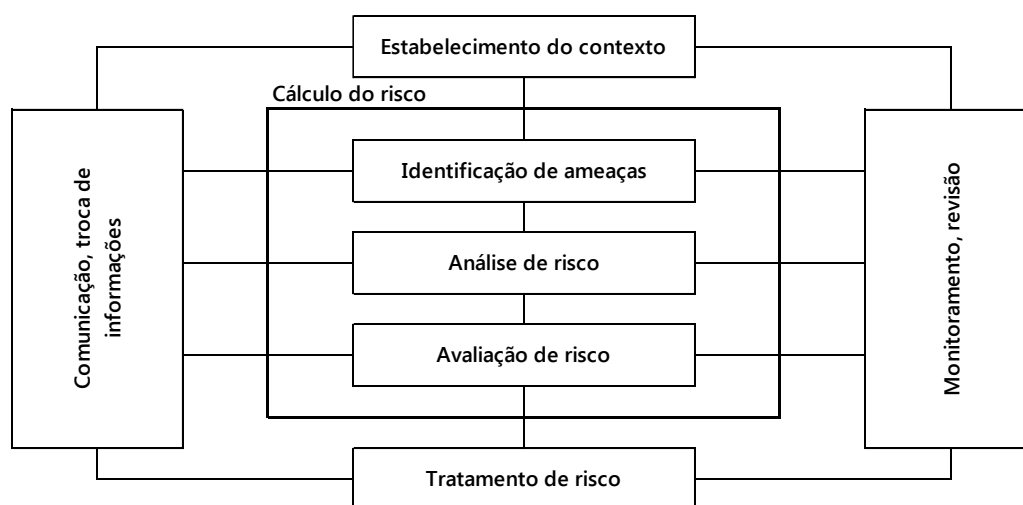 Estabelecimento do contexto
Cálculo do risco
Identificação de ameaças
Análise de risco
Avaliação de risco
Tratamento de risco
Comunicação, troca de
informações
Monitoramento, revisão